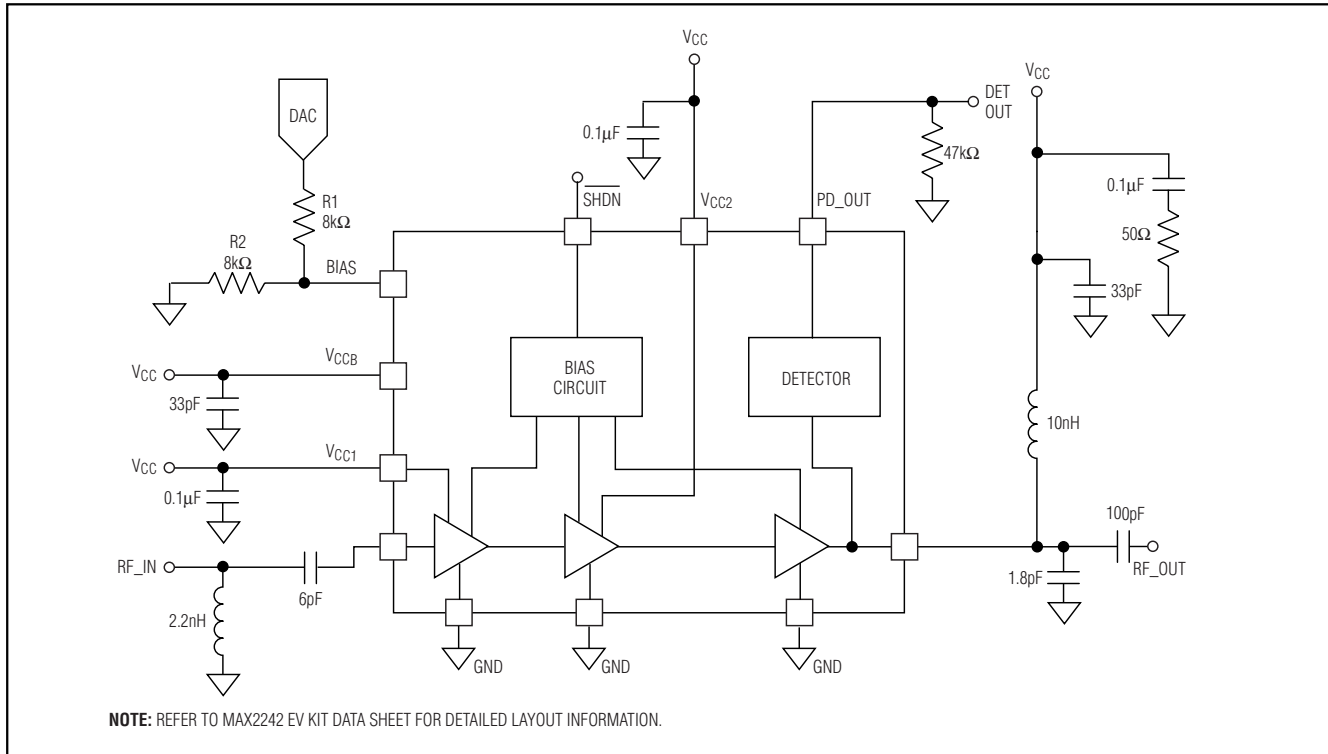 VCC
VCC
DAC
DET
OUT
0.1µF
47kΩ
0.1µF
SHDN
VCC2
PD_OUT
R1
8kΩ
50Ω
R2
8kΩ
BIAS
33pF
VCCB
BIAS
CIRCUIT
DETECTOR
VCC
33pF
10nH
VCC1
VCC
0.1µF
100pF
RF_IN
RF_OUT
6pF
1.8pF
2.2nH
GND
GND
GND
NOTE: REFER TO MAX2242 EV KIT DATA SHEET FOR DETAILED LAYOUT INFORMATION.